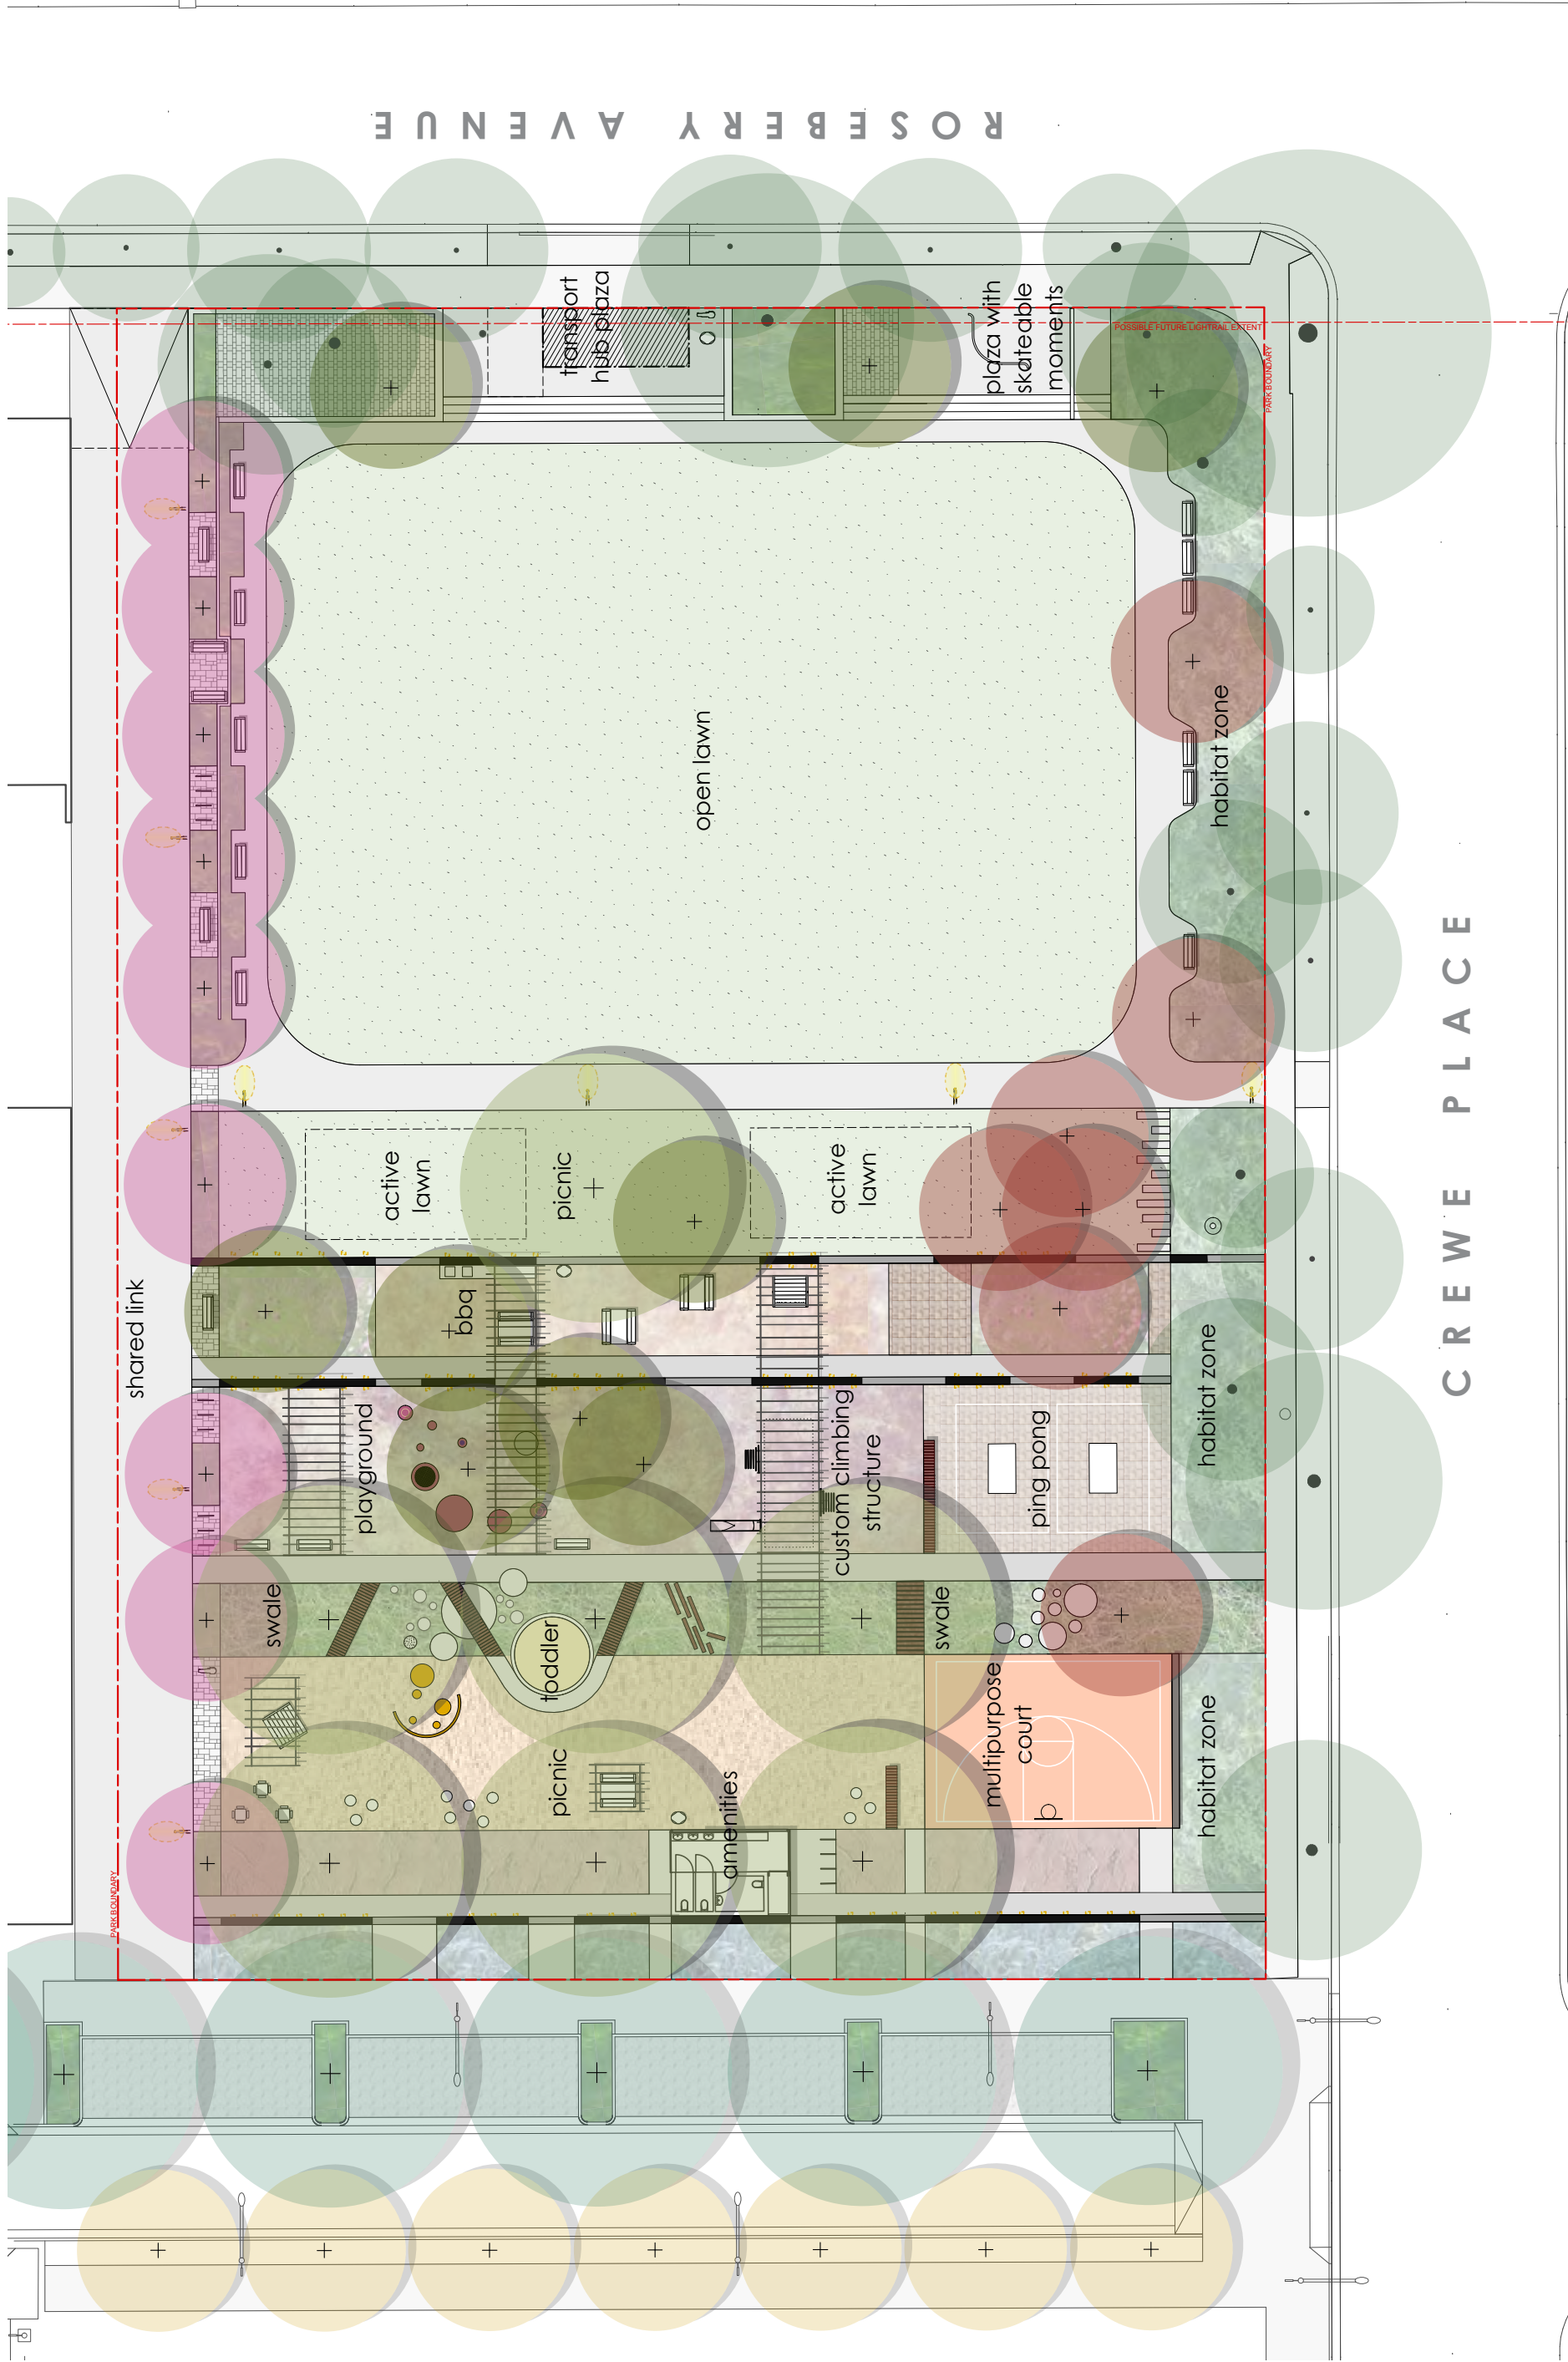 ROSEBERY AVENUE
transport
hub plaza
plaza with
skateable
moments
POSSIBLE FUTURE LIGHTRAIL EXTENT
PARK BOUNDARY
open lawn
habitat zone
CREWE PLACE
active
lawn
picnic
active
lawn
shared link
bbq
habitat zone
playground
custom climbing
structure
ping pong
swale
toddler
swale
multipurpose
court
habitat zone
picnic
amenities
PARK BOUNDARY